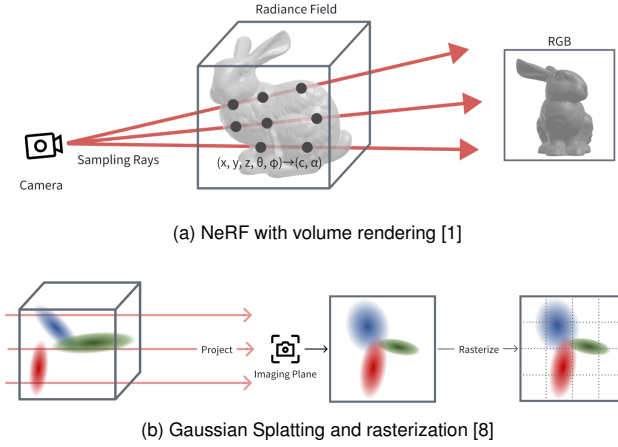 Radiance Field
RGB
Sampling Rays
(x, y, z, θ, ϕ)→(c, α)
Camera
(a) NeRF with volume rendering [1]
Project
Imaging Plane
Rasterize
(b) Gaussian Splatting and rasterization [8]